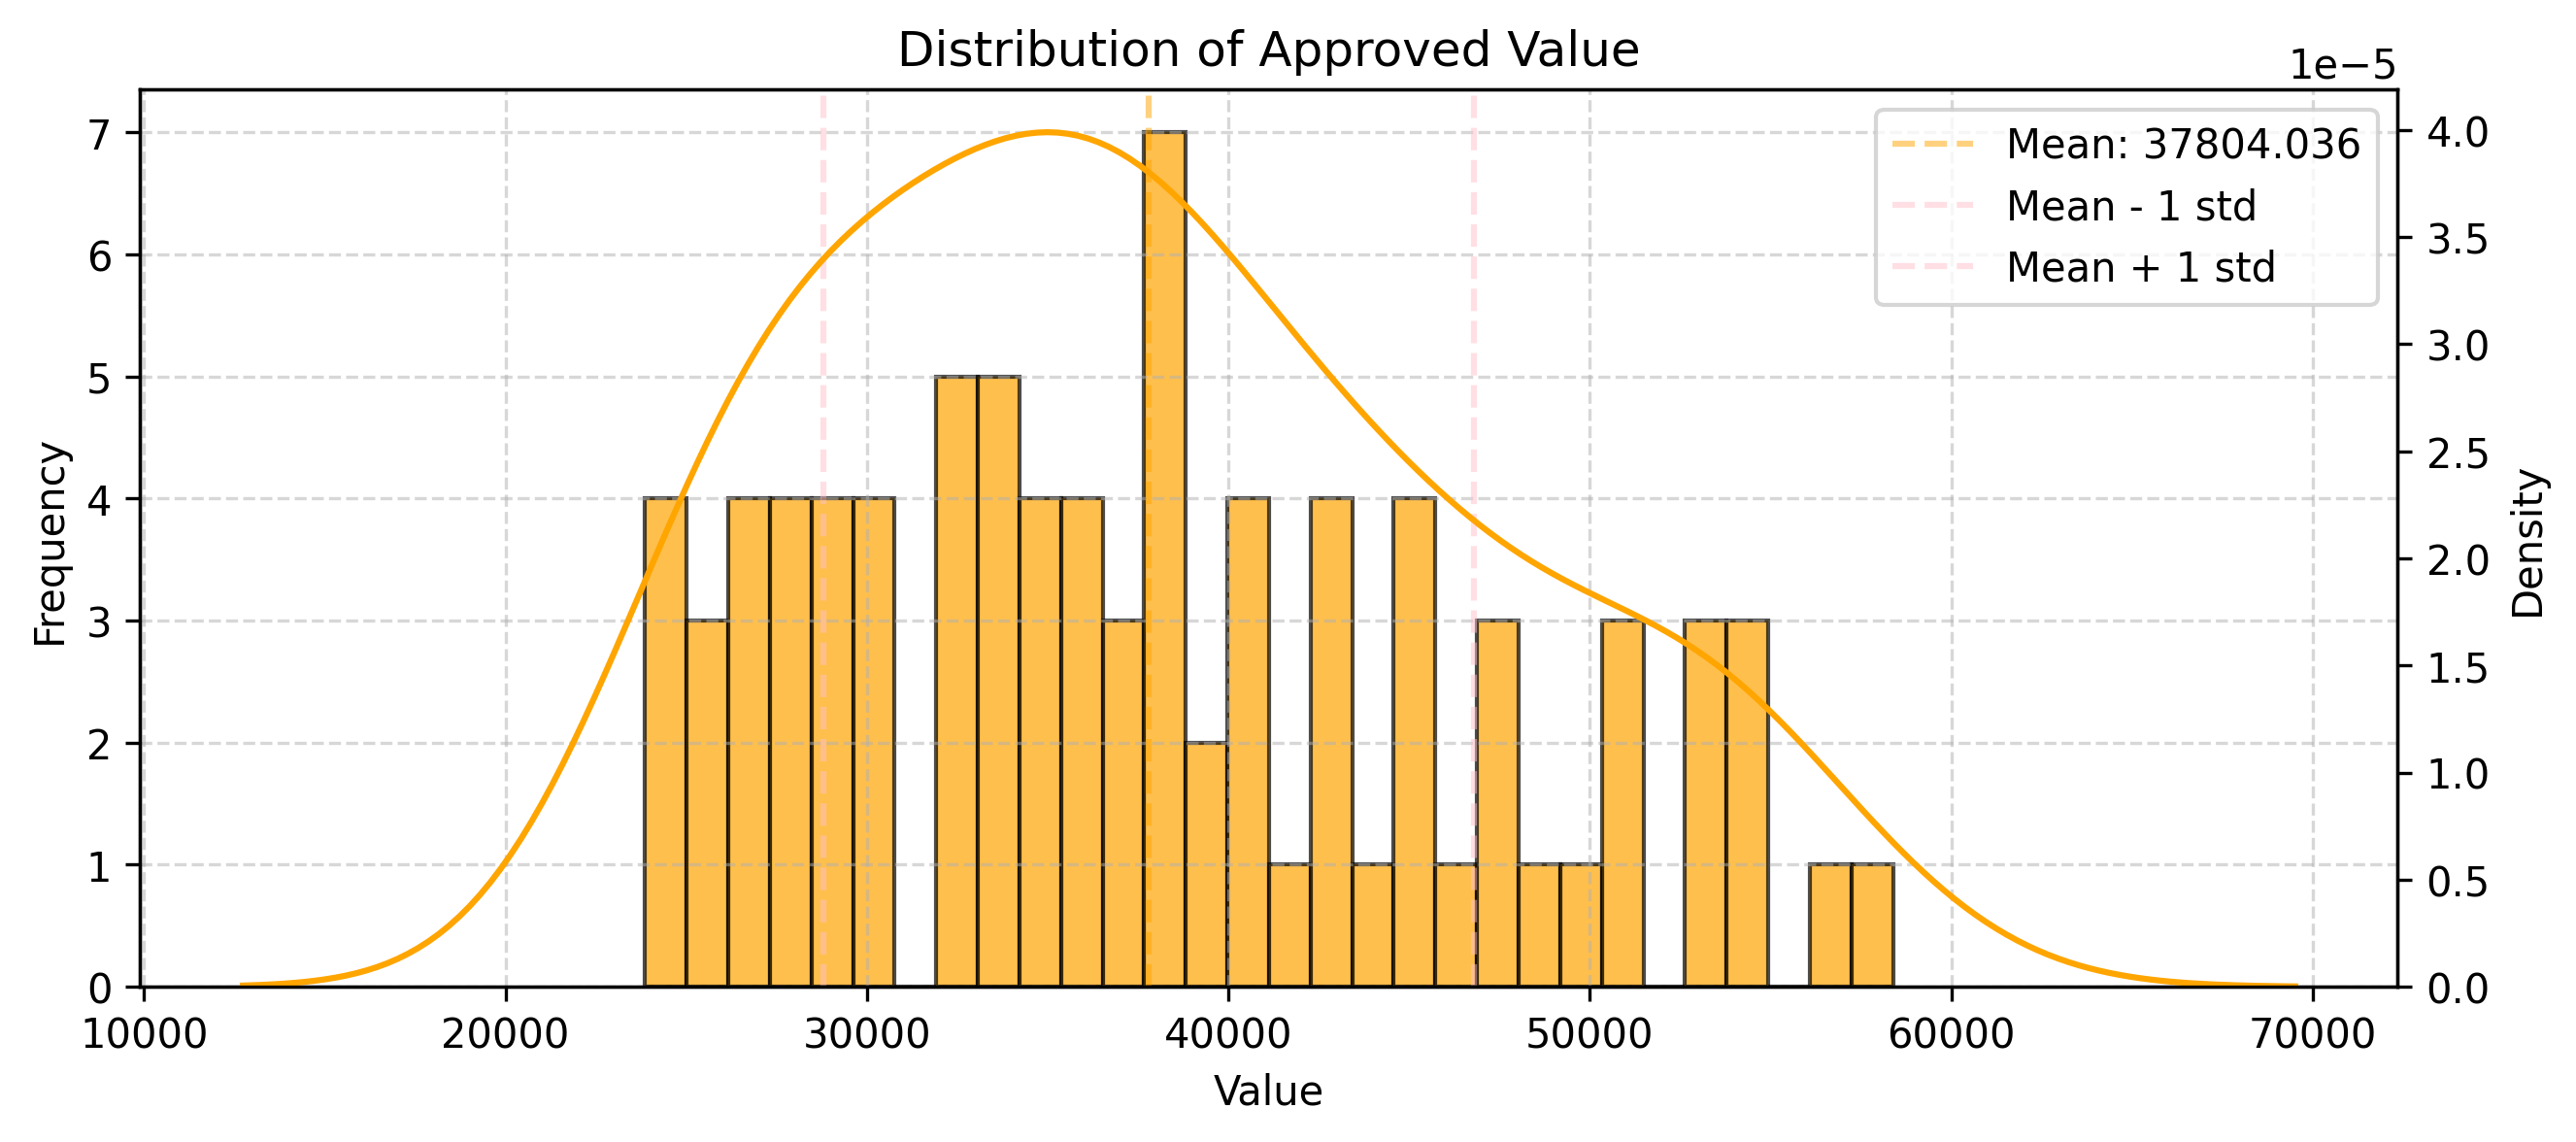 Distribution of Approved Value
1e−5
Mean: 37804.036
Mean - 1 std
Mean + 1 std
Frequency
7
6
5
4
3
2
1
0
4.0
3.5
3.0
2.5
2.0
1.5
1.0
0.5
0.0
Density
10000 20000 30000 40000 50000 60000 70000
Value